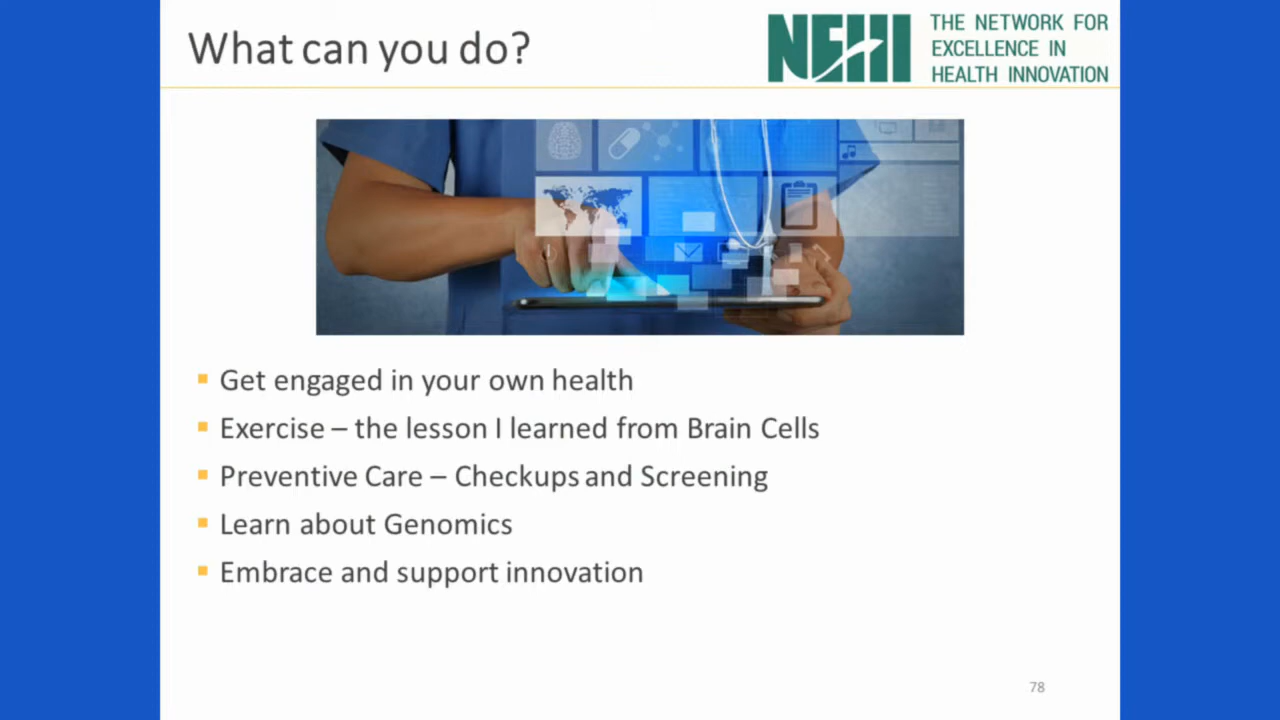 What can you do?
NEHI
THE NETWORK FOR
EXCELLENCE IN
HEALTH INNOVATION
Get engaged in your own health
Exercise – the lesson I learned from Brain Cells
Preventive Care – Checkups and Screening
Learn about Genomics
Embrace and support innovation
78